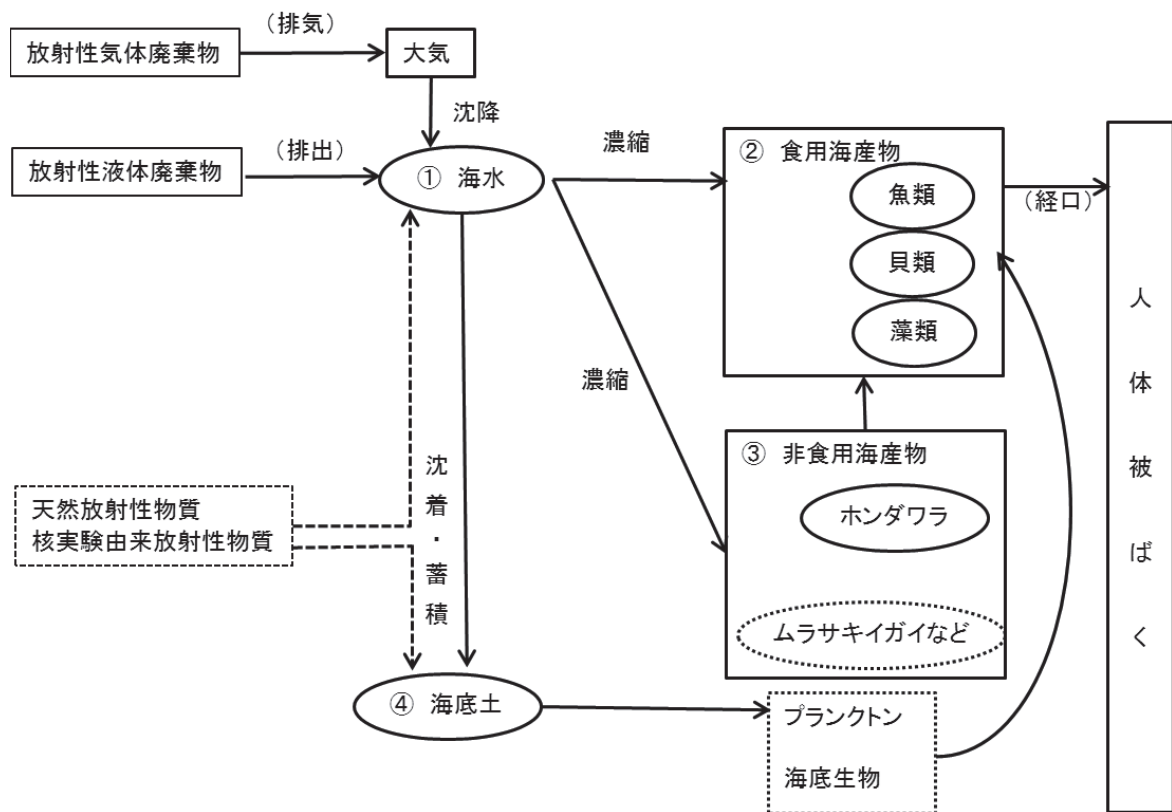 放射性気体廃棄物
（排気）
大気
沈降
放射性液体廃棄物
（排出）
① 海水
濃縮
② 食用海産物
魚類
貝類
藻類
（経口）
人体被ばく
濃縮
③ 非食用海産物
ホンダワラ
ムラサキイガイなど
天然放射性物質
核実験由来放射性物質
沈着・蓄積
④ 海底土
プランクトン
海底生物